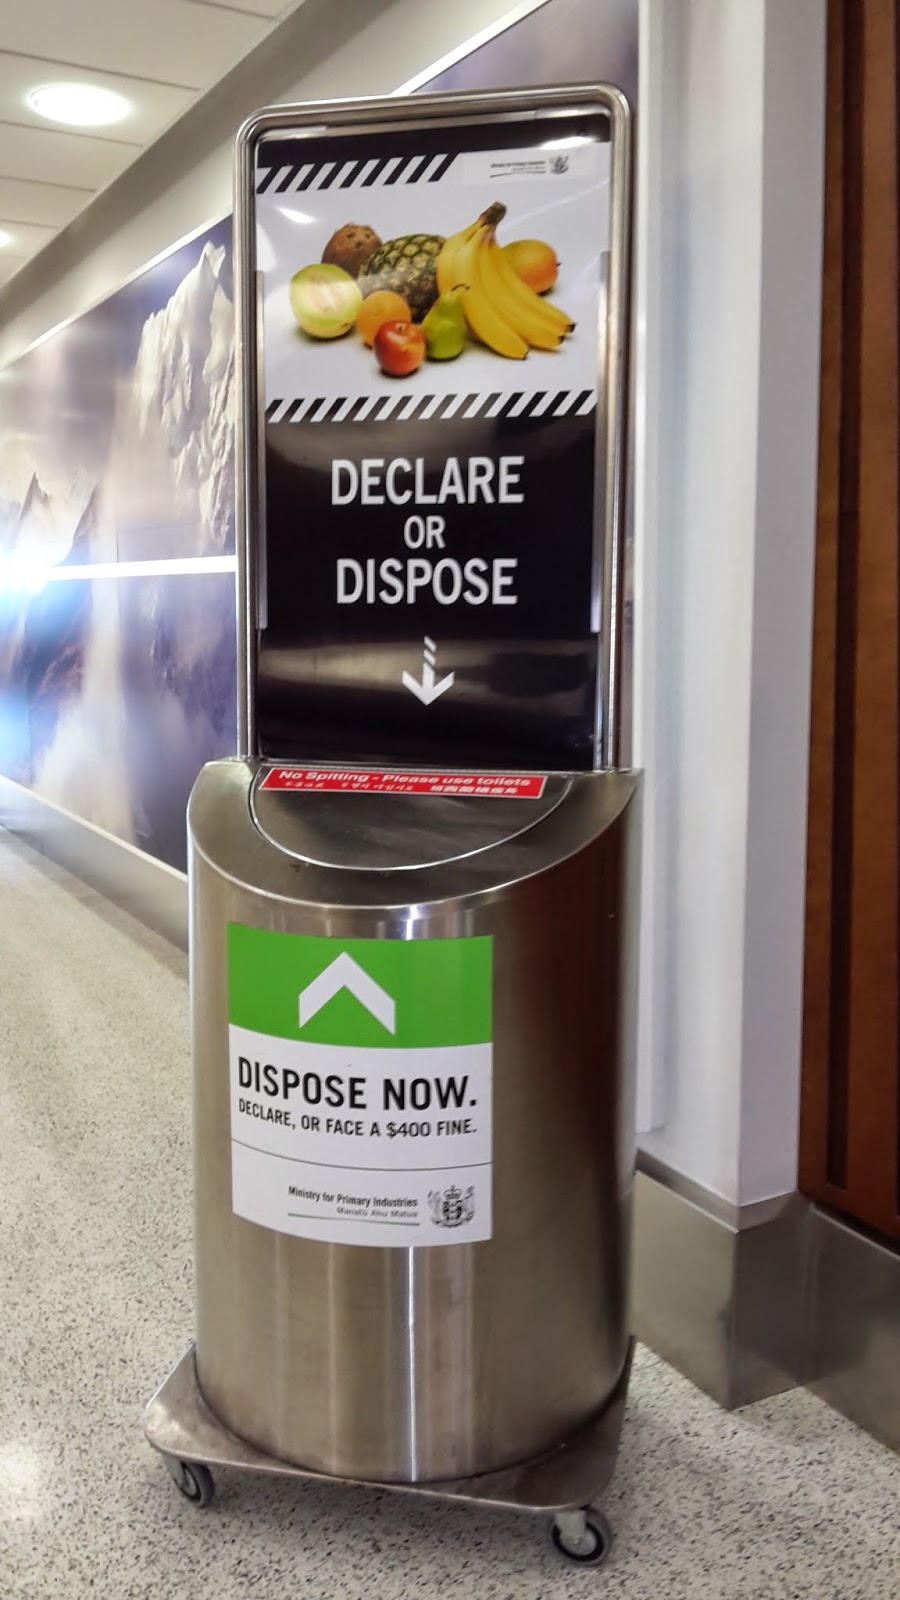 DECLARE
OR
DISPOSE
No Spitting - Please use toilets
DISPOSE NOW.
DECLARE, OR FACE A $400 FINE.
Ministry for Primary Industries
Manatū Ahu Matua